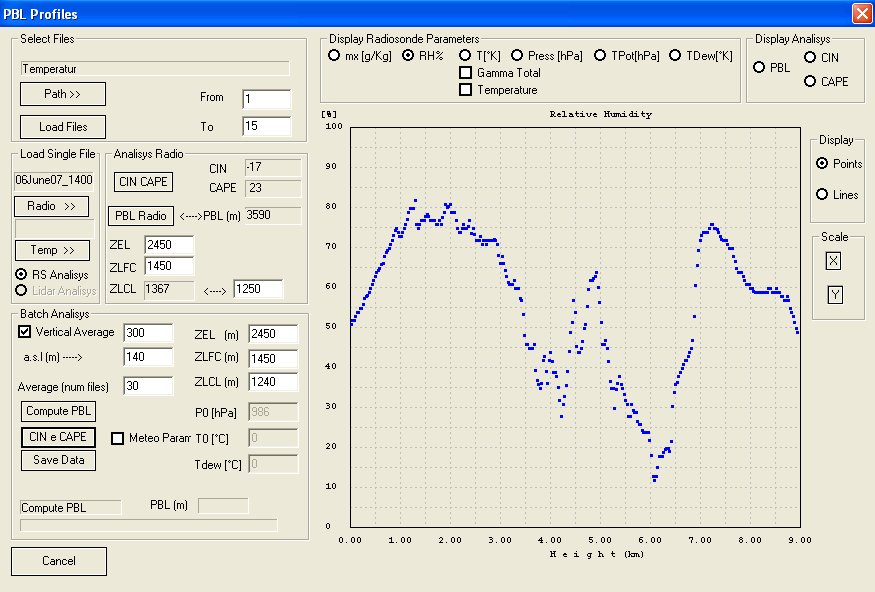 PBL Profiles
Select Files
Temperatur
Path >>
From 1
Load Files
To 15
Load Single File
06June07_1400
Radio >>
Temp >>
RS Analisys
Lidar Analisys
Analisys Radio
CIN CAPE
CIN -17
CAPE 23
PBL Radio <---->PBL (m) 3590
ZEL 2450
ZLFC 1450
ZLCL 1367 <----> 1250
Batch Analisys
Vertical Average 300 ZEL (m) 2450
a.s.l (m) -----> 140 ZLFC (m) 1450
Average (num files) 30 ZLCL (m) 1240
Compute PBL P0 [hPa] 986
CIN e CAPE Meteo Param T0 [°C] 0
Save Data Tdew [°C] 0
Compute PBL PBL (m)
Cancel
Display Radiosonde Parameters
mx [g/Kg] RH% T[°K] Press [hPa] TPot[hPa] TDew[°K]
Gamma Total
Temperature
Display Analisys
PBL CIN
CAPE
[%] Relative Humidity
100
90
80
70
60
50
40
30
20
10
0
0.00 1.00 2.00 3.00 4.00 5.00 6.00 7.00 8.00 9.00
Height (km)
Display
Points
Lines
Scale
X
Y